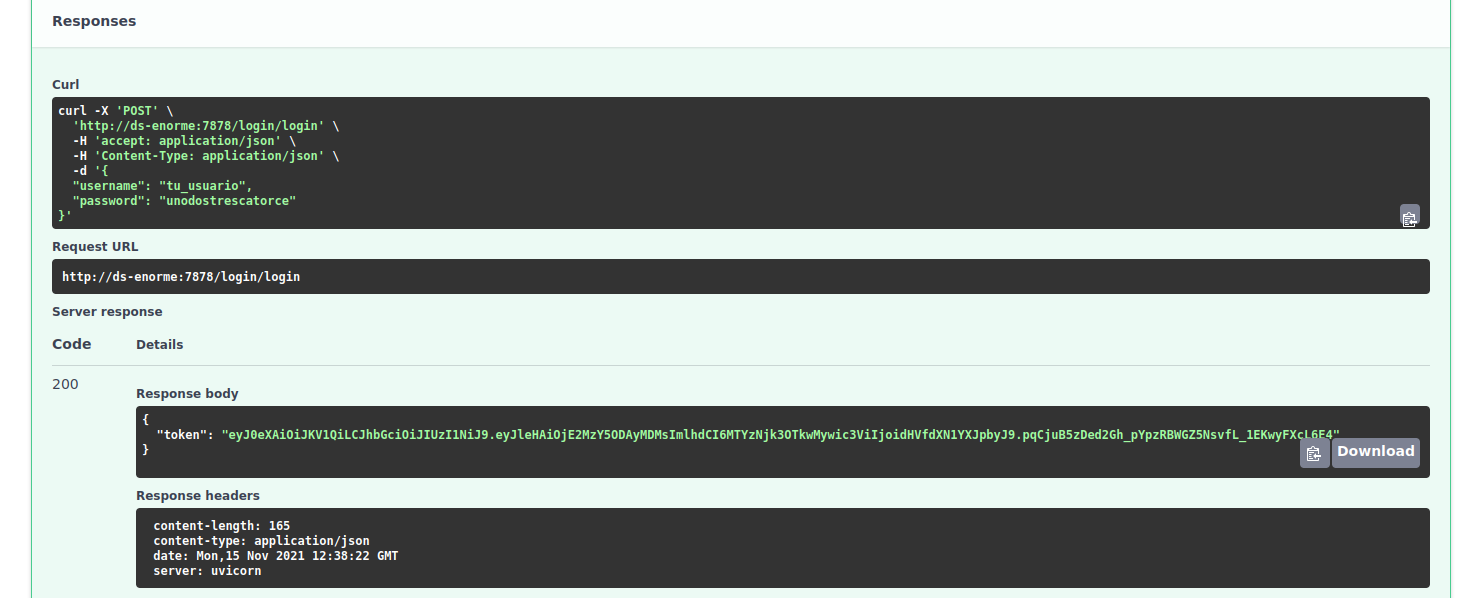 Responses
Curl
curl -X 'POST' \
'http://ds-enorme:7878/login/login' \
-H 'accept: application/json' \
-H 'Content-Type: application/json' \
-d '{
"username": "tu_usuario",
"password": "unodostrescatorce"
}'
Request URL
http://ds-enorme:7878/login/login
Server response
Code Details
200
Response body
{
"token": "eyJ0eXAiOiJKV1QiLCJhbGciOiJIUzI1NiJ9.eyJleHAiOjE2MzY5ODAyMDMsImlhdCI6MTYzNjk3OTkwMywic3ViIjoidHVfdXN1YXJpbyJ9.pqCjuB5zDed2Gh_pYpzRBWGZ5NsvfL_1EKwyFXcL6E4"
}
Download
Response headers
content-length: 165
content-type: application/json
date: Mon,15 Nov 2021 12:38:22 GMT
server: uvicorn